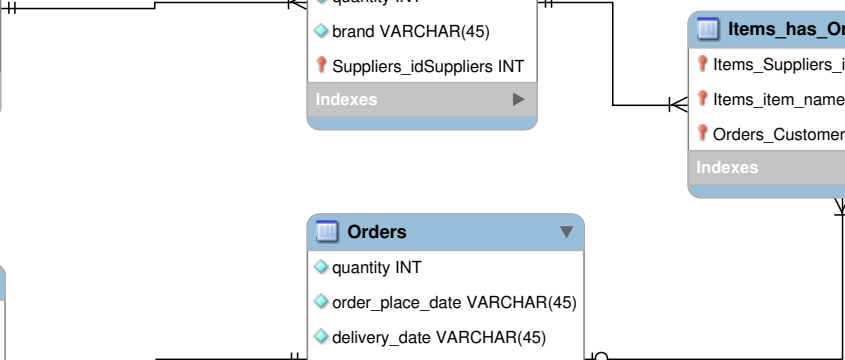 quantity INT
brand VARCHAR(45)
Suppliers_idSuppliers INT
Indexes
Items_has_Or
Items_Suppliers_i
Items_item_name
Orders_Customer
Indexes
Orders
quantity INT
order_place_date VARCHAR(45)
delivery_date VARCHAR(45)